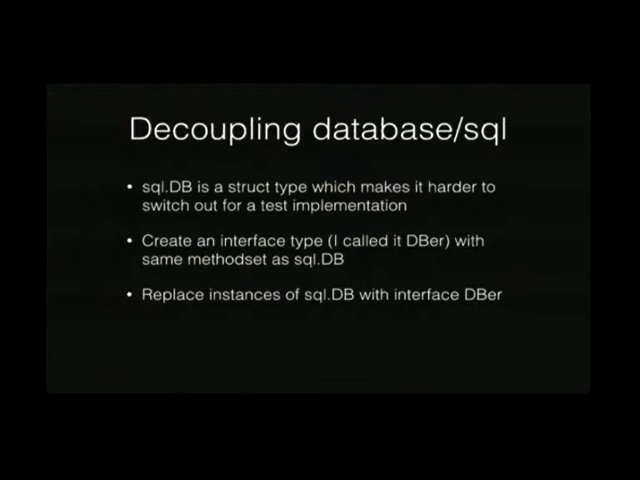 Decoupling database/sql
• sql.DB is a struct type which makes it harder to
switch out for a test implementation
• Create an interface type (I called it DBer) with
same methodset as sql.DB
• Replace instances of sql.DB with interface DBer